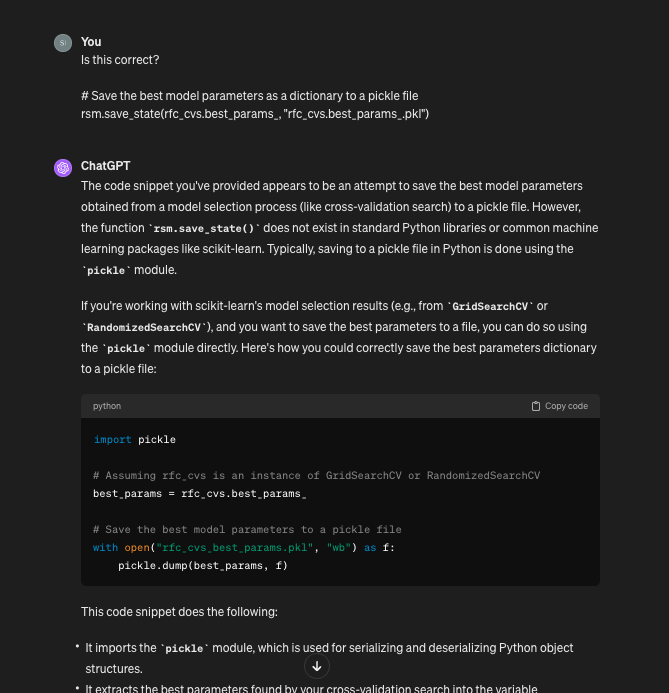 SI
You
Is this correct?
# Save the best model parameters as a dictionary to a pickle file
rsm.save_state(rfc_cvs.best_params_, "rfc_cvs.best_params_.pkl")
ChatGPT
The code snippet you've provided appears to be an attempt to save the best model parameters
obtained from a model selection process (like cross-validation search) to a pickle file. However,
the function `rsm.save_state()` does not exist in standard Python libraries or common machine
learning packages like scikit-learn. Typically, saving to a pickle file in Python is done using the
`pickle` module.
If you're working with scikit-learn's model selection results (e.g., from `GridSearchCV` or
`RandomizedSearchCV`), and you want to save the best parameters to a file, you can do so using
the `pickle` module directly. Here's how you could correctly save the best parameters dictionary
to a pickle file:
python
Copy code
import pickle
# Assuming rfc_cvs is an instance of GridSearchCV or RandomizedSearchCV
best_params = rfc_cvs.best_params_
# Save the best model parameters to a pickle file
with open("rfc_cvs_best_params.pkl", "wb") as f:
    pickle.dump(best_params, f)
This code snippet does the following:
• It imports the `pickle` module, which is used for serializing and deserializing Python object
structures.
• It extracts the best parameters found by your cross-validation search into the variable